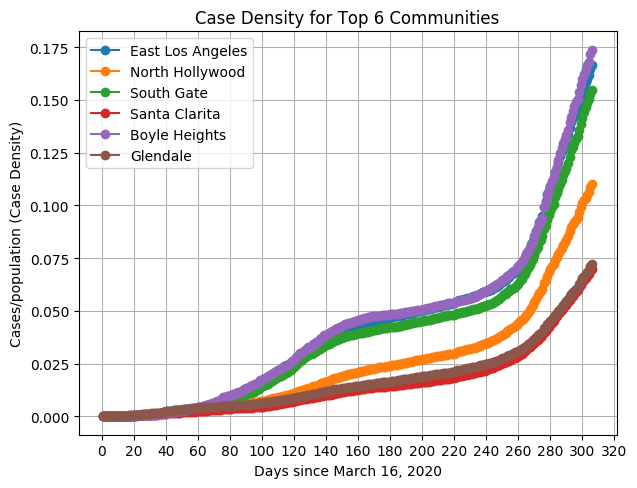 Case Density for Top 6 Communities
Cases/population (Case Density)
0.175
0.150
0.125
0.100
0.075
0.050
0.025
0.000
East Los Angeles
North Hollywood
South Gate
Santa Clarita
Boyle Heights
Glendale
0 20 40 60 80 100 120 140 160 180 200 220 240 260 280 300 320
Days since March 16, 2020